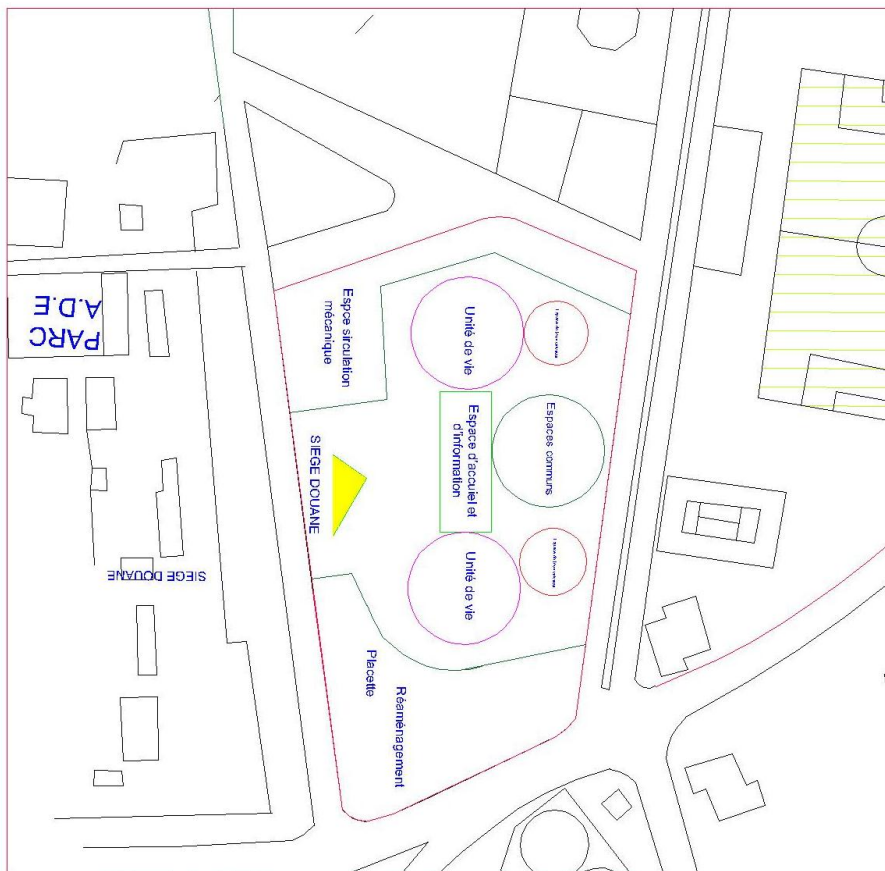 PARC
A.D.E
Espce sirculation
mécanique
Unité de vie
Espace d'accuiel et
d'information
Espaces communs
SIEGE DOUANE
SIEGE DOUANE
Unité de vie
Placette
Réaménagement